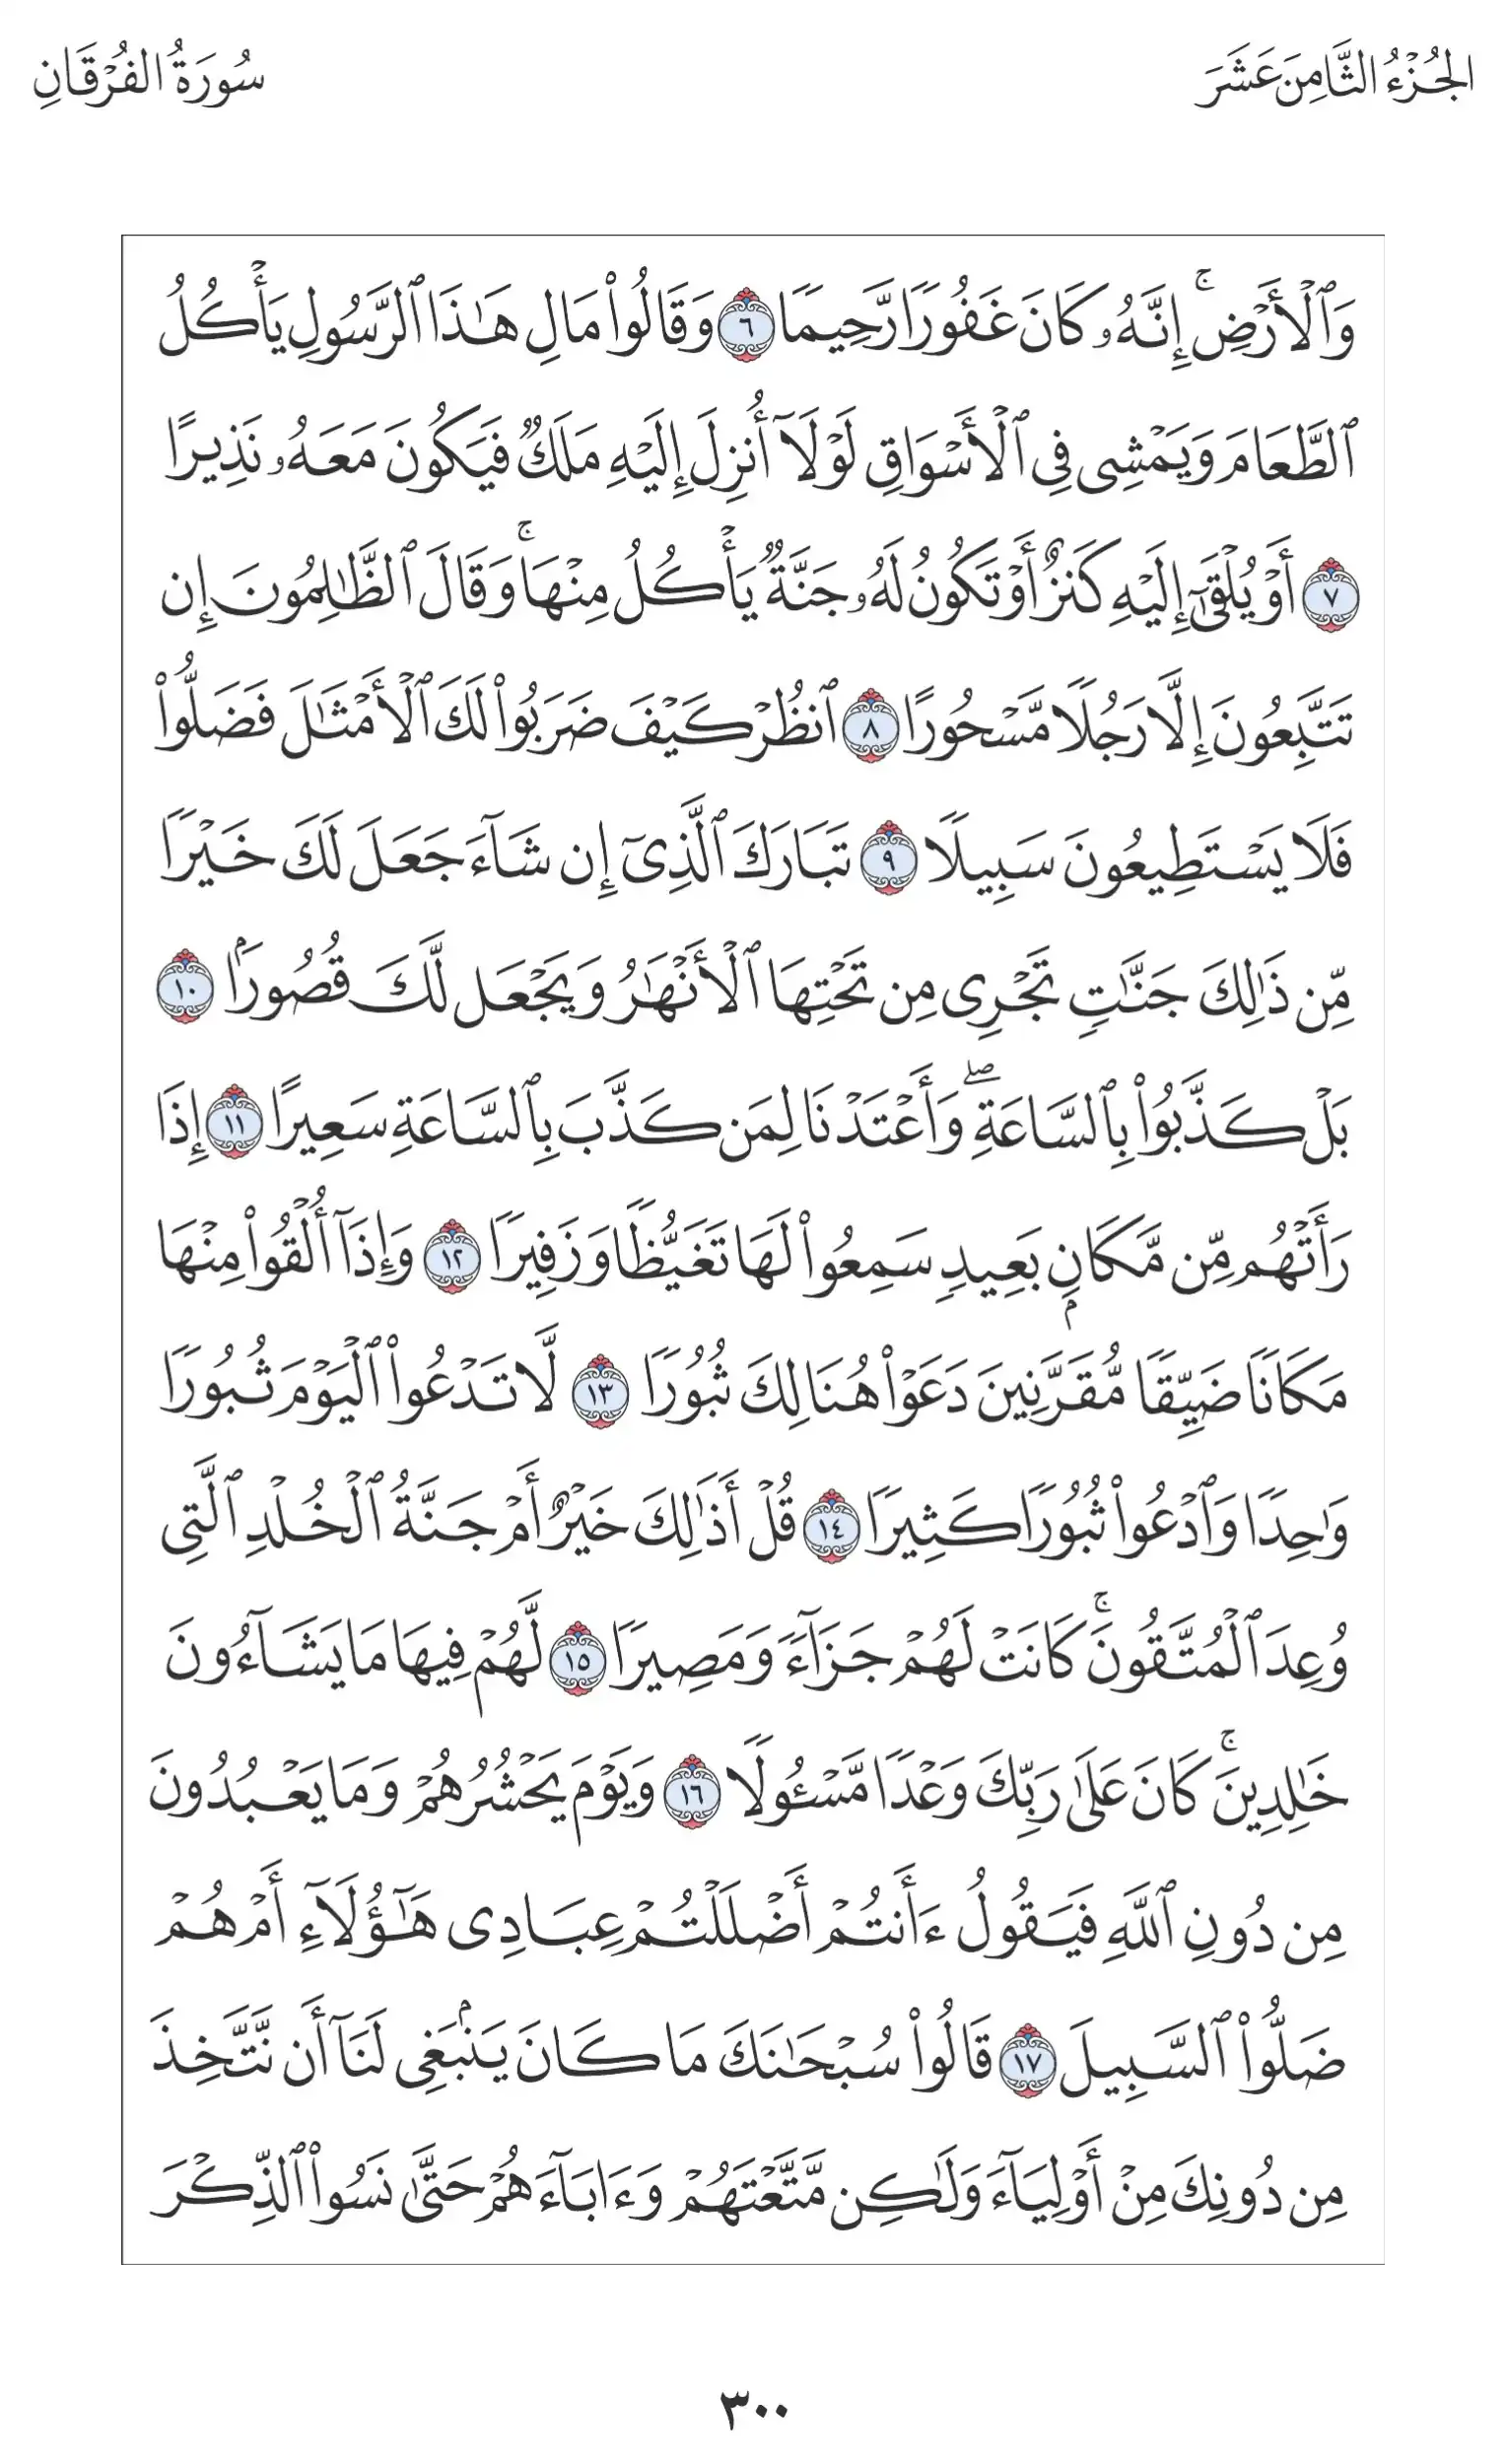 الجُزْءُ الثَّامِنَ عَشَرَ
سُورَةُ الفُرْقَانِ
وَٱلْأَرْضِۚ إِنَّهُۥ كَانَ غَفُورًا رَّحِيمًا ٦ وَقَالُوا۟ مَالِ هَـٰذَا ٱلرَّسُولِ يَأْكُلُ
ٱلطَّعَامَ وَيَمْشِى فِى ٱلْأَسْوَاقِ لَوْلَآ أُنزِلَ إِلَيْهِ مَلَكٌ فَيَكُونَ مَعَهُۥ نَذِيرًا
٧ أَوْ يُلْقَىٰٓ إِلَيْهِ كَنزٌ أَوْ تَكُونُ لَهُۥ جَنَّةٌ يَأْكُلُ مِنْهَاۚ وَقَالَ ٱلظَّـٰلِمُونَ إِن
تَتَّبِعُونَ إِلَّا رَجُلًا مَّسْحُورًا ٨ ٱنظُرْ كَيْفَ ضَرَبُوا۟ لَكَ ٱلْأَمْثَـٰلَ فَضَلُّوا۟
فَلَا يَسْتَطِيعُونَ سَبِيلًا ٩ تَبَارَكَ ٱلَّذِىٓ إِن شَآءَ جَعَلَ لَكَ خَيْرًا
مِّن ذَٰلِكَ جَنَّـٰتٍ تَجْرِى مِن تَحْتِهَا ٱلْأَنْهَـٰرُ وَيَجْعَل لَّكَ قُصُورًۢا ١٠
بَلْ كَذَّبُوا۟ بِٱلسَّاعَةِۖ وَأَعْتَدْنَا لِمَن كَذَّبَ بِٱلسَّاعَةِ سَعِيرًا ١١ إِذَا
رَأَتْهُم مِّن مَّكَانٍۭ بَعِيدٍ سَمِعُوا۟ لَهَا تَغَيُّظًا وَزَفِيرًا ١٢ وَإِذَآ أُلْقُوا۟ مِنْهَا
مَكَانًا ضَيِّقًا مُّقَرَّنِينَ دَعَوْا۟ هُنَالِكَ ثُبُورًا ١٣ لَّا تَدْعُوا۟ ٱلْيَوْمَ ثُبُورًا
وَٰحِدًا وَٱدْعُوا۟ ثُبُورًا كَثِيرًا ١٤ قُلْ أَذَٰلِكَ خَيْرٌ أَمْ جَنَّةُ ٱلْخُلْدِ ٱلَّتِى
وُعِدَ ٱلْمُتَّقُونَۚ كَانَتْ لَهُمْ جَزَآءً وَمَصِيرًا ١٥ لَّهُمْ فِيهَا مَا يَشَآءُونَ
خَـٰلِدِينَۚ كَانَ عَلَىٰ رَبِّكَ وَعْدًا مَّسْـُٔولًا ١٦ وَيَوْمَ يَحْشُرُهُمْ وَمَا يَعْبُدُونَ
مِن دُونِ ٱللَّهِ فَيَقُولُ ءَأَنتُمْ أَضْلَلْتُمْ عِبَادِى هَـٰٓؤُلَآءِ أَمْ هُمْ
ضَلُّوا۟ ٱلسَّبِيلَ ١٧ قَالُوا۟ سُبْحَـٰنَكَ مَا كَانَ يَنۢبَغِى لَنَآ أَن نَّتَّخِذَ
مِن دُونِكَ مِنْ أَوْلِيَآءَ وَلَـٰكِن مَّتَّعْتَهُمْ وَءَابَآءَهُمْ حَتَّىٰ نَسُوا۟ ٱلذِّكْرَ
٣٠٠